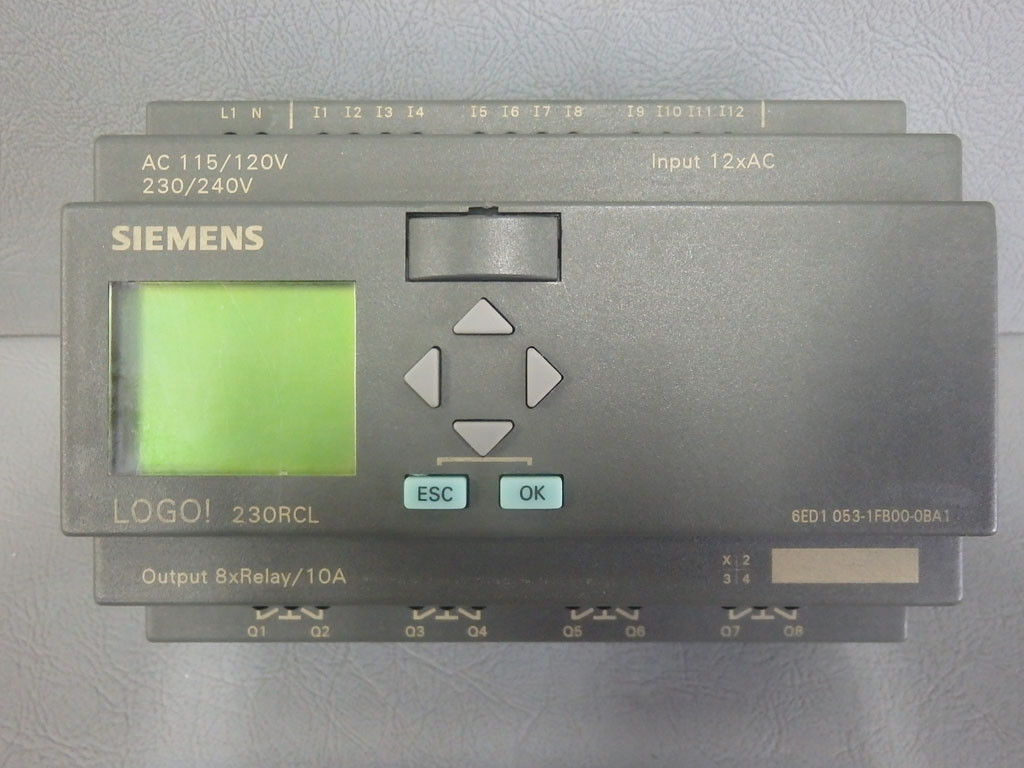 L1 N I1 I2 I3 I4 I5 I6 I7 I8 I9 I10 I11 I12
AC 115/120V Input 12xAC
230/240V
SIEMENS
ESC OK
LOGO! 230RCL 6ED1 053-1FB00-0BA1
Output 8xRelay/10A
X 2
3 4
Q1 Q2 Q3 Q4 Q5 Q6 Q7 Q8